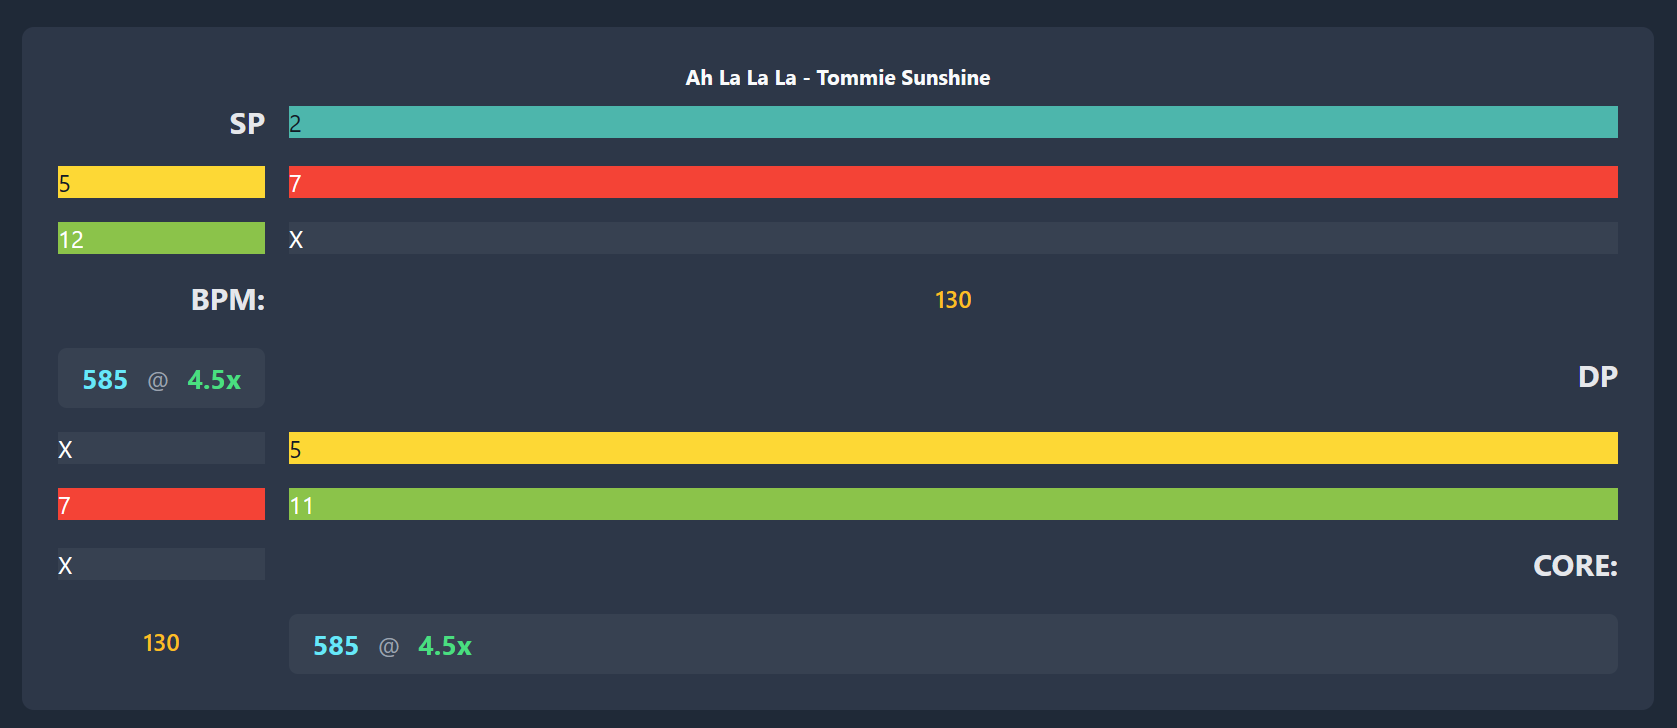 Ah La La La - Tommie Sunshine
SP 2
5 7
12 X
BPM: 130
585 @ 4.5x DP
X 5
7 11
X CORE:
130 585 @ 4.5x